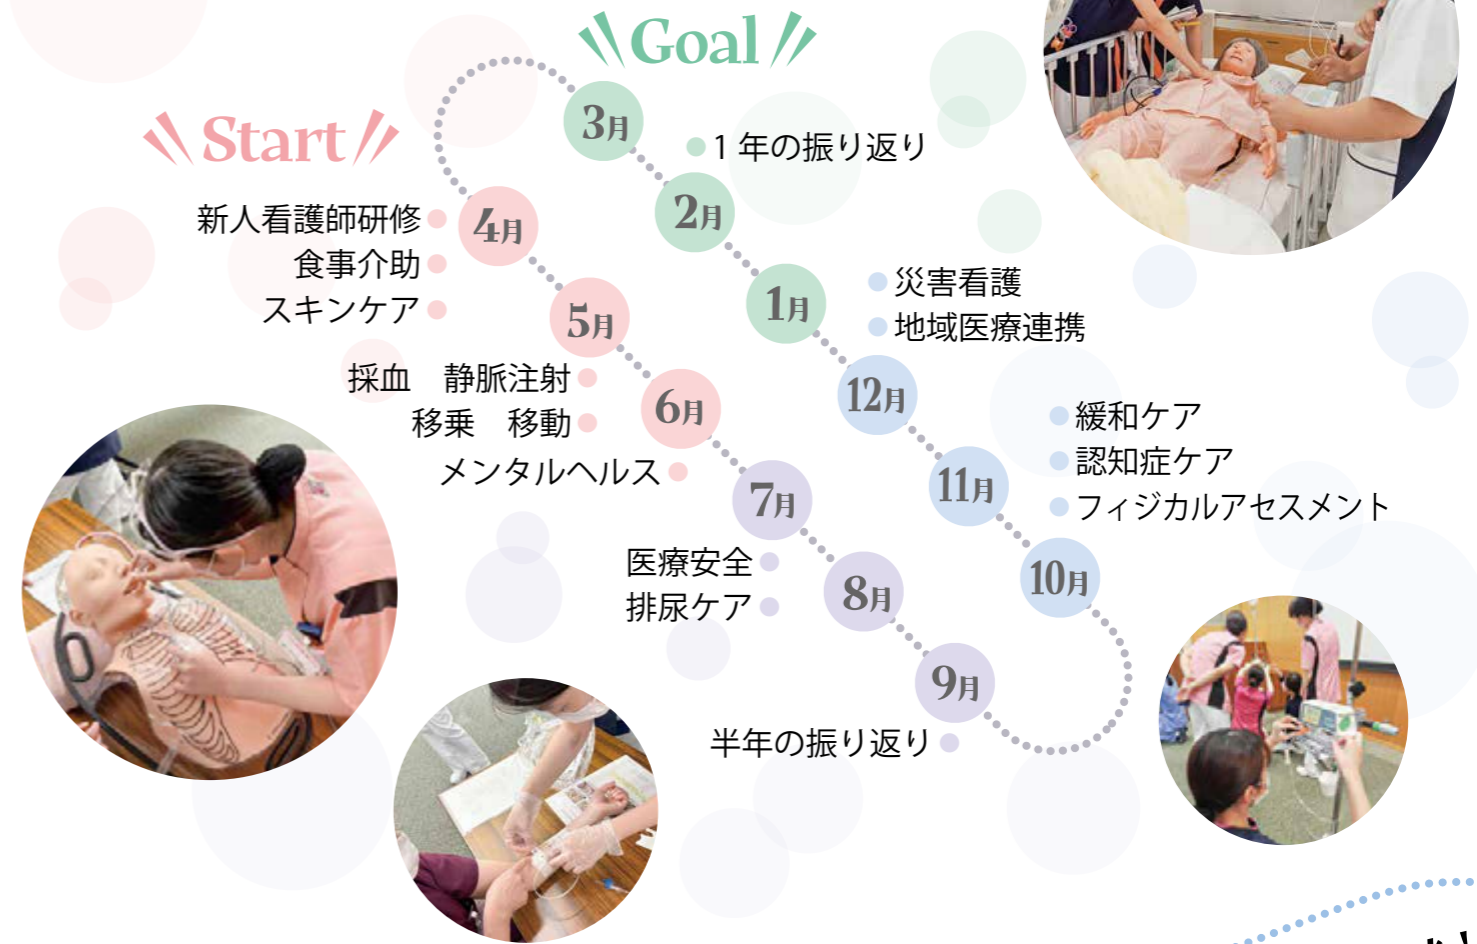 Goal
Start
3月
1年の振り返り
2月
4月
新人看護師研修
食事介助
スキンケア
1月
災害看護
地域医療連携
5月
採血　静脈注射
移乗　移動
12月
6月
緩和ケア
認知症ケア
フィジカルアセスメント
メンタルヘルス
11月
7月
医療安全
排尿ケア
10月
8月
9月
半年の振り返り